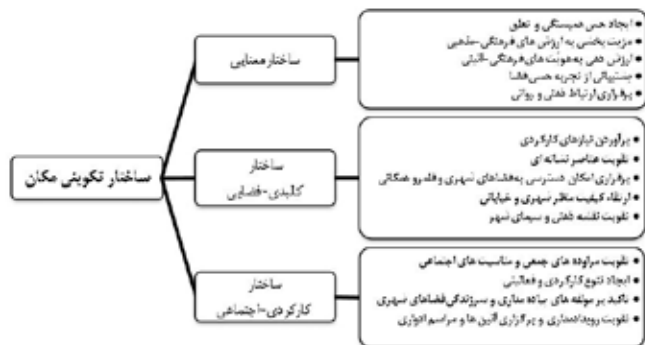 ساختار تکوینی مکان
ساختار معنایی
• ایجاد حس همبستگی و تعلق
• مزیت بخشی به ارزش های فرهنگی-مذهبی
• ارزش دهی به هویت های فرهنگی-آئینی
• پشتیبانی از تجربه حسی فضا
• برقراری ارتباط ذهنی و روانی
ساختار
کالبدی-فضایی
• برآوردن نیازهای کارکردی
• تقویت عناصر نشانه ای
• برقراری امکان دسترسی به فضاهای شهری و قلمرو همگانی
• ارتقاء کیفیت منظر شهری و خیابانی
• تقویت نقشه ذهنی و سیمای شهر
ساختار
کارکردی-اجتماعی
• تقویت مراوده های جمعی و مناسبت های اجتماعی
• ایجاد تنوع کارکردی و فعالیتی
• تاکید بر مولفه های پیاده مداری و سرزندگی فضاهای شهری
• تقویت رویدادمداری و برگزاری آئین ها و مراسم ادواری